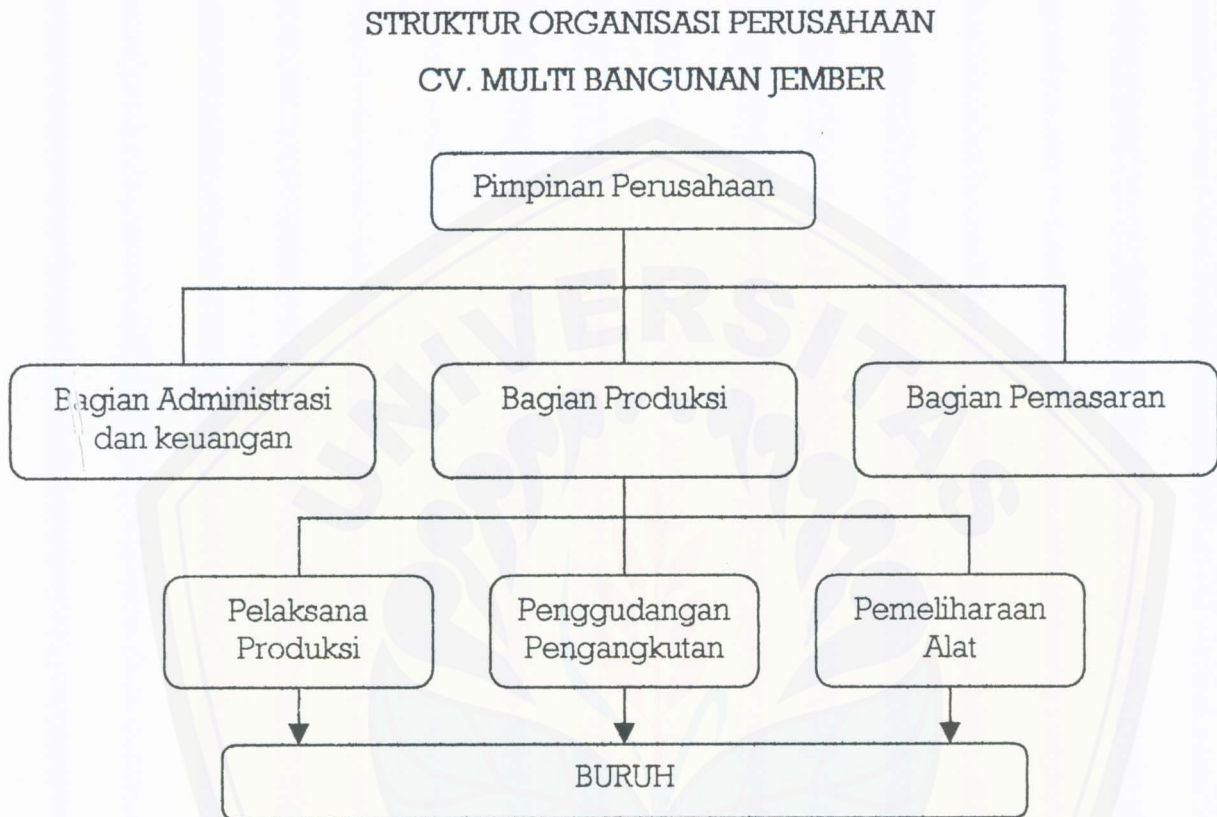 STRUKTUR ORGANISASI PERUSAHAAN
CV. MULTI BANGUNAN JEMBER
Pimpinan Perusahaan
UNIVERSITAS
Bagian Administrasi
dan keuangan
Bagian Produksi
Bagian Pemasaran
Pelaksana
Produksi
Penggudangan
Pengangkutan
Pemeliharaan
Alat
BURUH